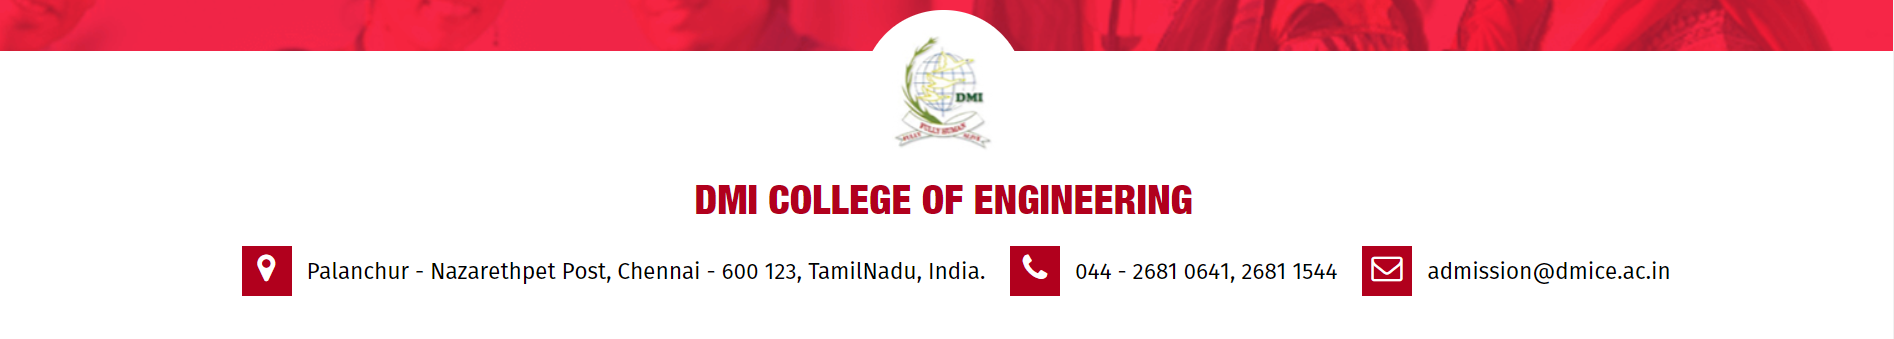 DMI
FULLY HUMAN
FULLY ALIVE
DMI COLLEGE OF ENGINEERING
Palanchur - Nazarethpet Post, Chennai - 600 123, TamilNadu, India.
044 - 2681 0641, 2681 1544
admission@dmice.ac.in